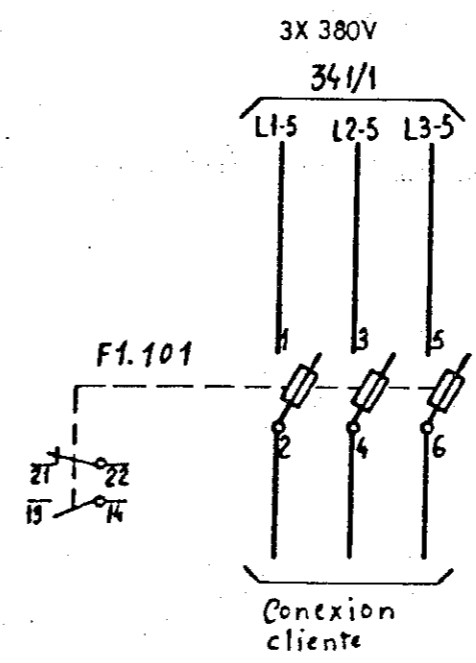 3X 380V
341/1
L1-5 L2-5 L3-5
1 3 5
F1.101
2 4 6
21 22
13 14
Conexion
cliente